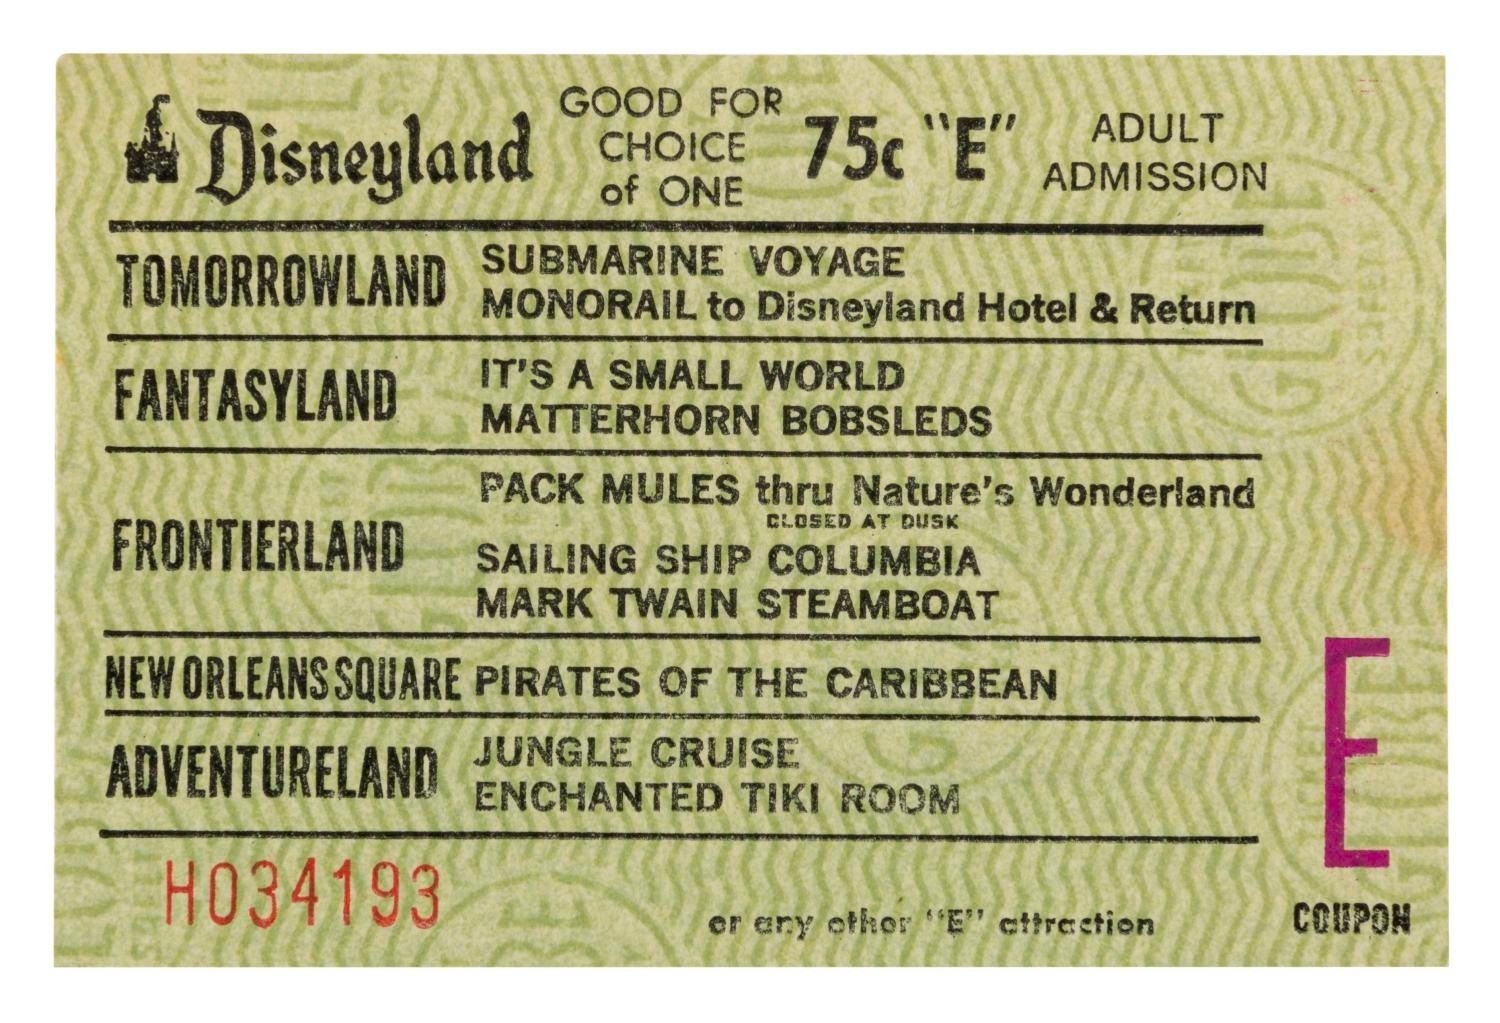 Disneyland GOOD FOR CHOICE of ONE 75c "E" ADULT ADMISSION
TOMORROWLAND
SUBMARINE VOYAGE
MONORAIL to Disneyland Hotel & Return
FANTASYLAND
IT'S A SMALL WORLD
MATTERHORN BOBSLEDS
FRONTIERLAND
PACK MULES thru Nature's Wonderland
CLOSED AT DUSK
SAILING SHIP COLUMBIA
MARK TWAIN STEAMBOAT
NEW ORLEANS SQUARE PIRATES OF THE CARIBBEAN
ADVENTURELAND
JUNGLE CRUISE
ENCHANTED TIKI ROOM
H034193
or any other "E" attraction
E
COUPON